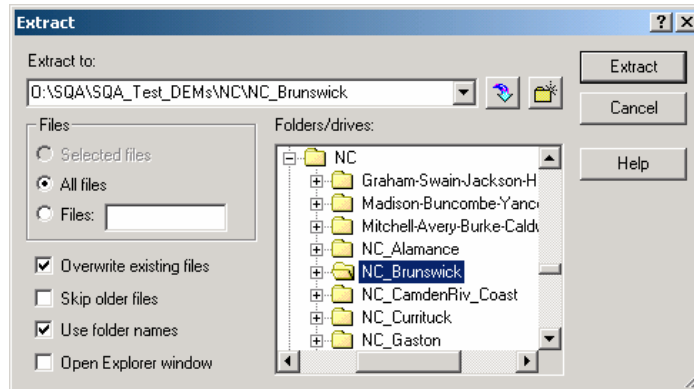 Extract
Extract to:
O:\SQA\SQA_Test_DEMs\NC\NC_Brunswick
Extract
Cancel
Help
Files
Selected files
All files
Files:
Overwrite existing files
Skip older files
Use folder names
Open Explorer window
Folders/drives:
NC
Graham-Swain-Jackson-H
Madison-Buncombe-Yanc
Mitchell-Avery-Burke-Caldw
NC_Alamance
NC_Brunswick
NC_CamdenRiv_Coast
NC_Currituck
NC_Gaston